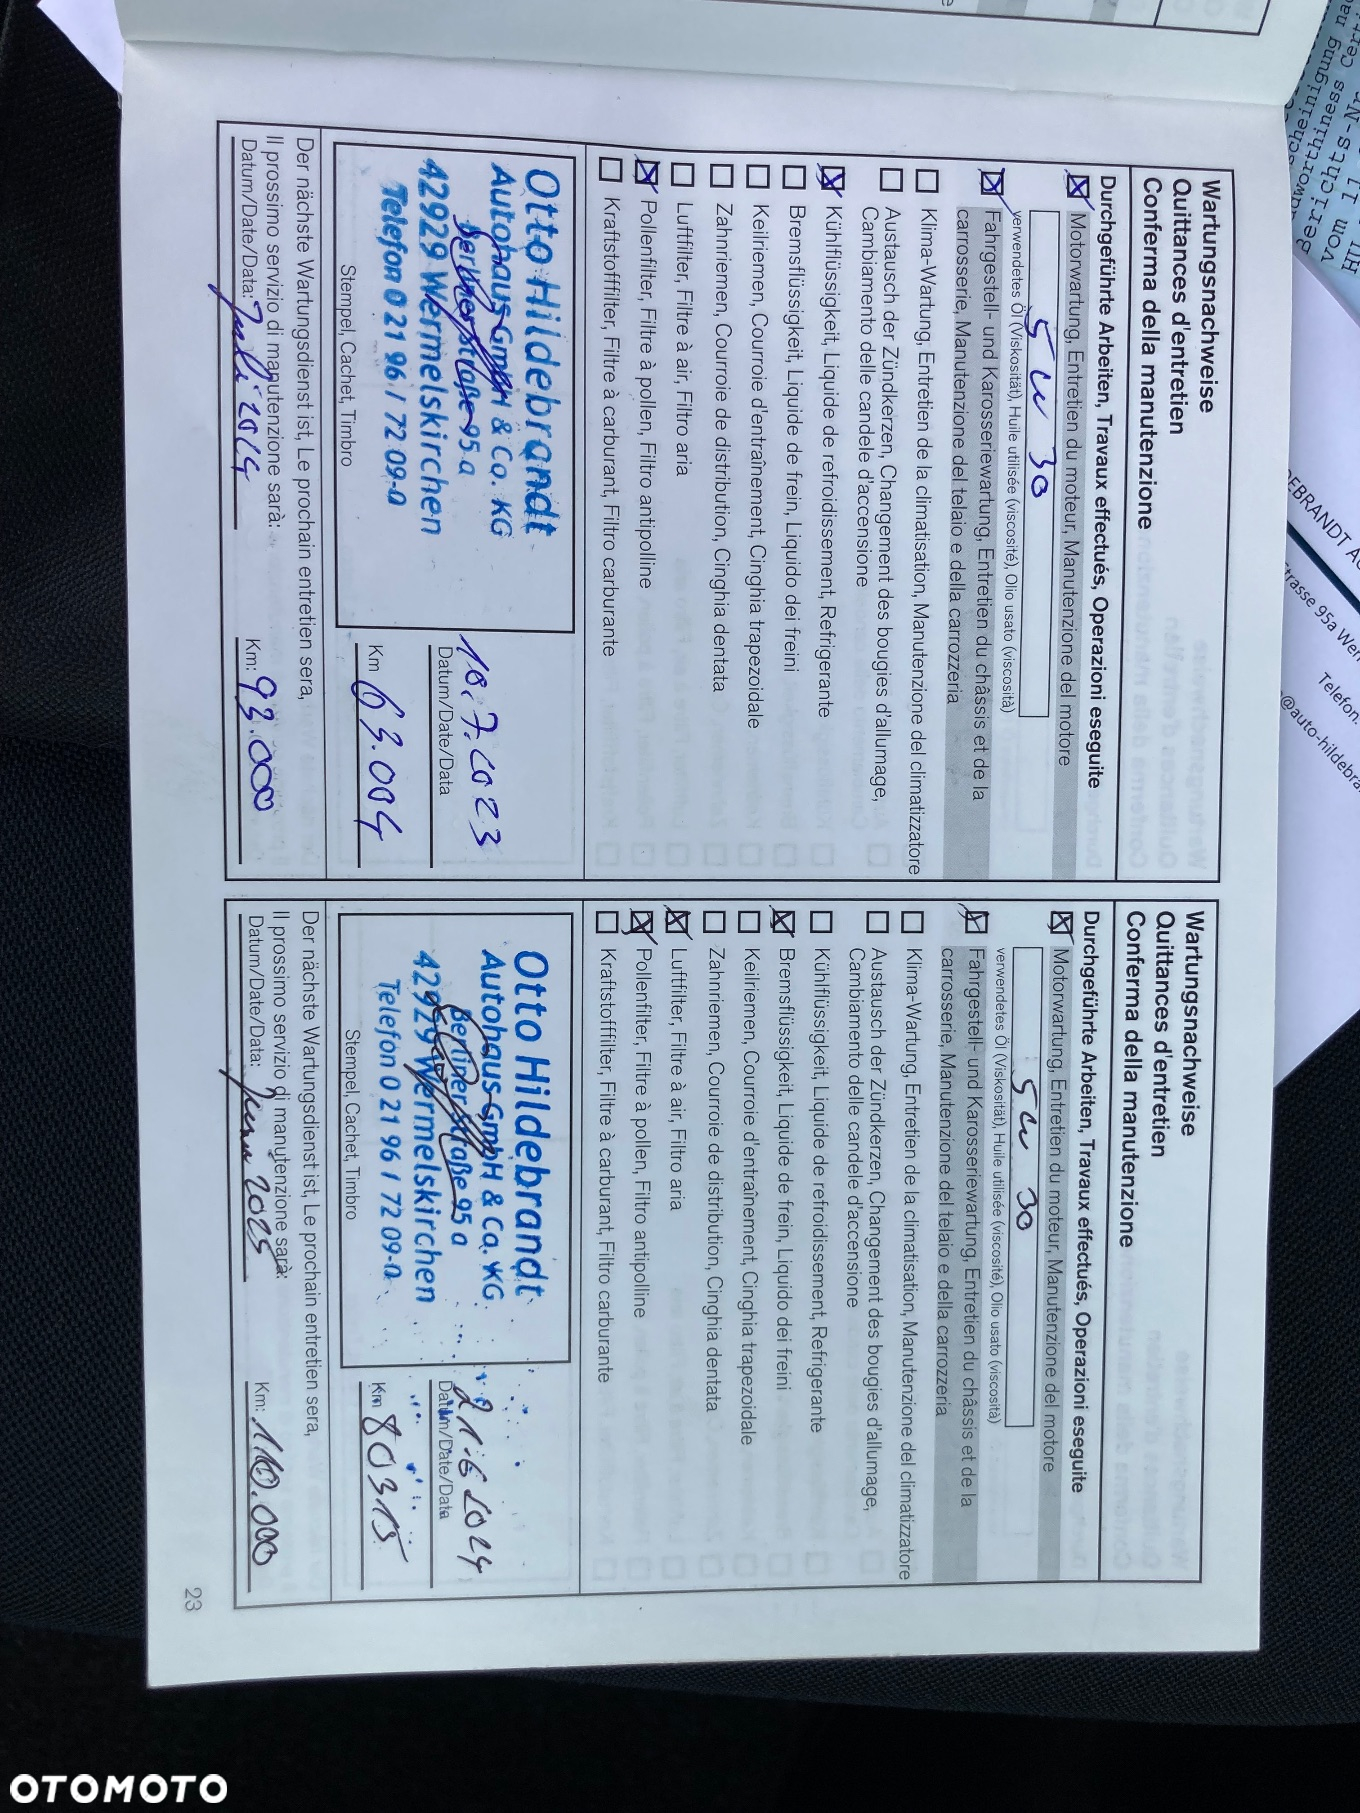 Wartungsnachweise
Quittances d'entretien
Conferma della manutenzione
Durchgeführte Arbeiten, Travaux effectués, Operazioni eseguite
Motorwartung, Entretien du moteur, Manutenzione del motore
5W 30
verwendetes Öl (Viskosität), Huile utilisée (viscosité), Olio usato (viscosità)
Fahrgestell- und Karosseriewartung, Entretien du châssis et de la
carrosserie, Manutenzione del telaio e della carrozzeria
Klima-Wartung, Entretien de la climatisation, Manutenzione del climatizzatore
Austausch der Zündkerzen, Changement des bougies d'allumage,
Cambiamento delle candele d'accensione
Kühlflüssigkeit, Liquide de refroidissement, Refrigerante
Bremsflüssigkeit, Liquide de frein, Liquido dei freini
Keilriemen, Courroie d'entraînement, Cinghia trapezoidale
Zahnriemen, Courroie de distribution, Cinghia dentata
Luftfilter, Filtre à air, Filtro aria
Pollenfilter, Filtre à pollen, Filtro antipolline
Kraftstofffilter, Filtre à carburant, Filtro carburante
Otto Hildebrandt
Autohaus GmbH & Co. KG
Berliner Straße 95 a
42929 Wermelskirchen
Telefon 0 21 96 / 72 09-0
Stempel, Cachet, Timbro
18.7.2023
Datum/Date/Data
Km 63.004
Der nächste Wartungsdienst ist, Le prochain entretien sera,
Il prossimo servizio di manutenzione sarà:
Datum/Date/Data: Juli 2024 Km: 93.000
Wartungsnachweise
Quittances d'entretien
Conferma della manutenzione
Durchgeführte Arbeiten, Travaux effectués, Operazioni eseguite
Motorwartung, Entretien du moteur, Manutenzione del motore
5W 30
verwendetes Öl (Viskosität), Huile utilisée (viscosité), Olio usato (viscosità)
Fahrgestell- und Karosseriewartung, Entretien du châssis et de la
carrosserie, Manutenzione del telaio e della carrozzeria
Klima-Wartung, Entretien de la climatisation, Manutenzione del climatizzatore
Austausch der Zündkerzen, Changement des bougies d'allumage,
Cambiamento delle candele d'accensione
Kühlflüssigkeit, Liquide de refroidissement, Refrigerante
Bremsflüssigkeit, Liquide de frein, Liquido dei freini
Keilriemen, Courroie d'entraînement, Cinghia trapezoidale
Zahnriemen, Courroie de distribution, Cinghia dentata
Luftfilter, Filtre à air, Filtro aria
Pollenfilter, Filtre à pollen, Filtro antipolline
Kraftstofffilter, Filtre à carburant, Filtro carburante
Otto Hildebrandt
Autohaus GmbH & Co. KG
Berliner Straße 95 a
42929 Wermelskirchen
Telefon 0 21 96 / 72 09-0
Stempel, Cachet, Timbro
21.6.2024
Datum/Date/Data
Km 80315
Der nächste Wartungsdienst ist, Le prochain entretien sera,
Il prossimo servizio di manutenzione sarà:
Datum/Date/Data: Juni 2025 Km: 110.000
23
EBRANDT
trasse 95a
Telefon:
OTOMOTO